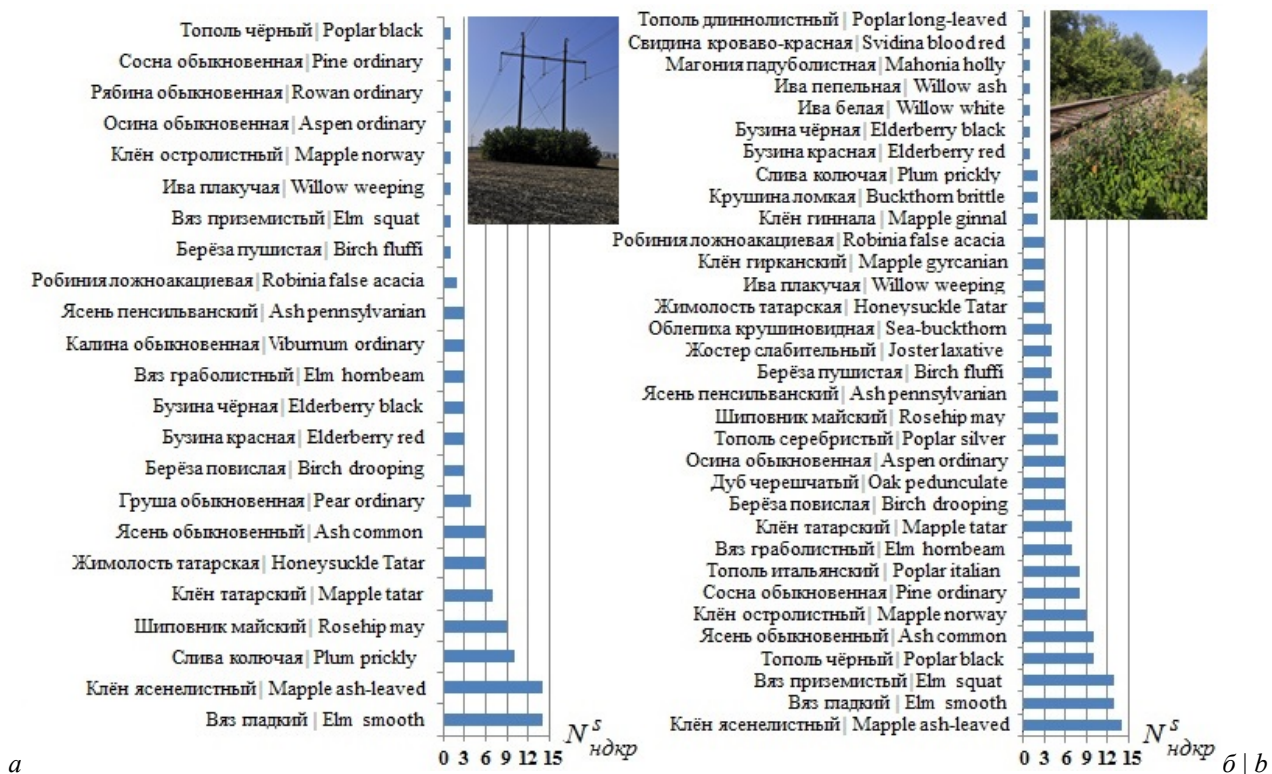 Тополь чёрный | Poplar black
Сосна обыкновенная | Pine ordinary
Рябина обыкновенная | Rowan ordinary
Осина обыкновенная | Aspen ordinary
Клён остролистный | Mapple norway
Ива плакучая | Willow weeping
Вяз приземистый | Elm squat
Берёза пушистая | Birch fluffi
Робиния ложноакациевая | Robinia false acacia
Ясень пенсильванский | Ash pennsylvanian
Калина обыкновенная | Viburnum ordinary
Вяз граболистный | Elm hornbeam
Бузина чёрная | Elderberry black
Бузина красная | Elderberry red
Берёза повислая | Birch drooping
Груша обыкновенная | Pear ordinary
Ясень обыкновенный | Ash common
Жимолость татарская | Honeysuckle Tatar
Клён татарский | Mapple tatar
Шиповник майский | Rosehip may
Слива колючая | Plum prickly
Клён ясенелистный | Mapple ash-leaved
Вяз гладкий | Elm smooth
0 3 6 9 12 15
N^s ндкр
а
Тополь длиннолистный | Poplar long-leaved
Свидина кроваво-красная | Svidina blood red
Магония падуболистная | Mahonia holly
Ива пепельная | Willow ash
Ива белая | Willow white
Бузина чёрная | Elderberry black
Бузина красная | Elderberry red
Слива колючая | Plum prickly
Крушина ломкая | Buckthorn brittle
Клён гиннала | Mapple ginnal
Робиния ложноакациевая | Robinia false acacia
Клён гирканский | Mapple gyrcanian
Ива плакучая | Willow weeping
Жимолость татарская | Honeysuckle Tatar
Облепиха крушиновидная | Sea-buckthorn
Жостер слабительный | Joster laxative
Берёза пушистая | Birch fluffi
Ясень пенсильванский | Ash pennsylvanian
Шиповник майский | Rosehip may
Тополь серебристый | Poplar silver
Осина обыкновенная | Aspen ordinary
Дуб черешчатый | Oak pedunculate
Берёза повислая | Birch drooping
Клён татарский | Mapple tatar
Вяз граболистный | Elm hornbeam
Тополь итальянский | Poplar italian
Сосна обыкновенная | Pine ordinary
Клён остролистный | Mapple norway
Ясень обыкновенный | Ash common
Тополь чёрный | Poplar black
Вяз приземистый | Elm squat
Вяз гладкий | Elm smooth
Клён ясенелистный | Mapple ash-leaved
0 3 6 9 12 15
N^s ндкр
б | b